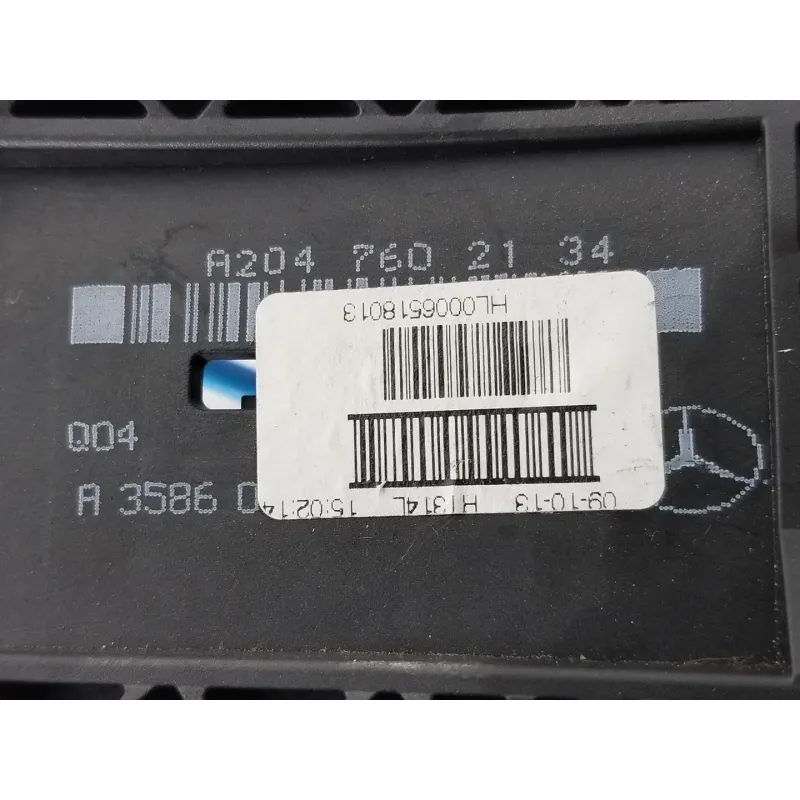 A204 760 21 34
HL0006518013
Q04
A 3586
09-10-13 H1314L 15:02:14